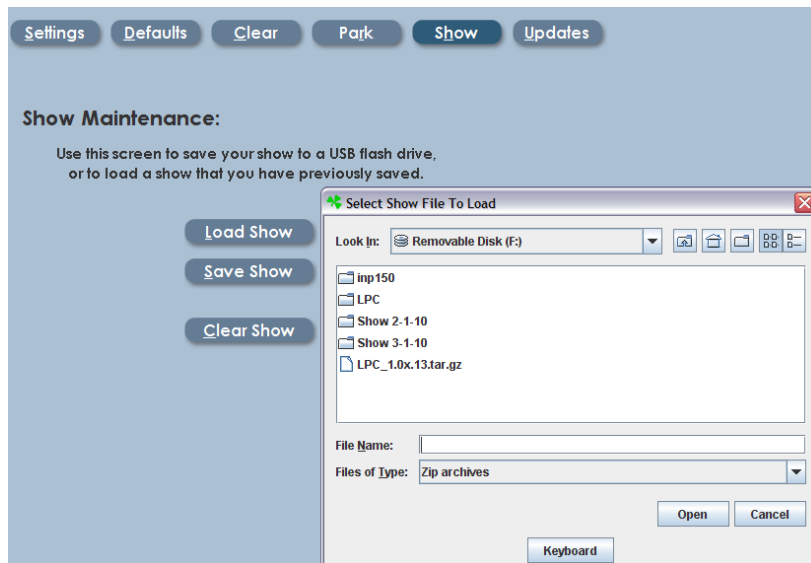 Settings Defaults Clear Park Show Updates
Show Maintenance:
Use this screen to save your show to a USB flash drive,
or to load a show that you have previously saved.
Load Show
Save Show
Clear Show
Select Show File To Load
Look In: Removable Disk (F:)
inp150
LPC
Show 2-1-10
Show 3-1-10
LPC_1.0x.13.tar.gz
File Name:
Files of Type: Zip archives
Open Cancel
Keyboard